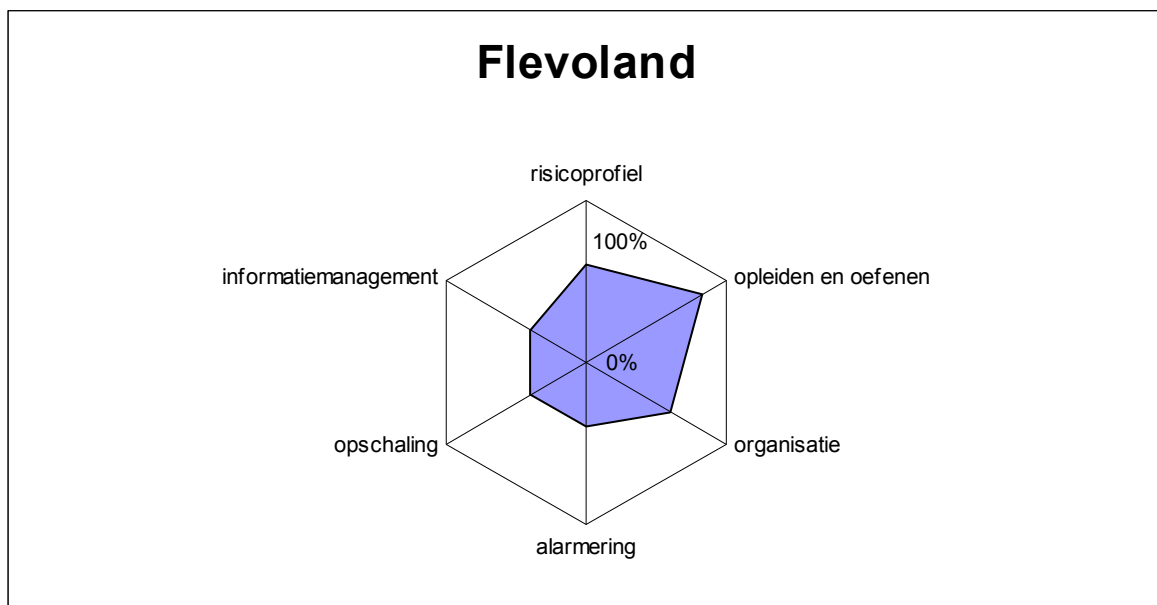 Flevoland
risicoprofiel
100%
informatiemanagement
opleiden en oefenen
0%
opschaling
organisatie
alarmering